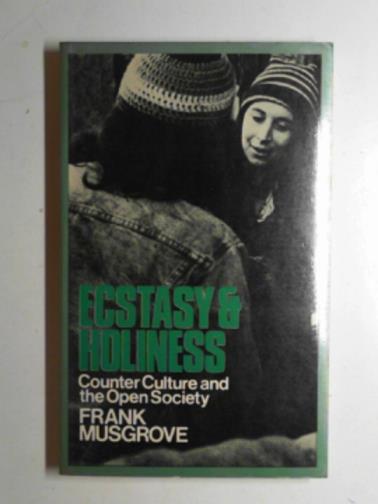 ECSTASY &
HOLINESS
Counter Culture and
the Open Society
FRANK
MUSGROVE